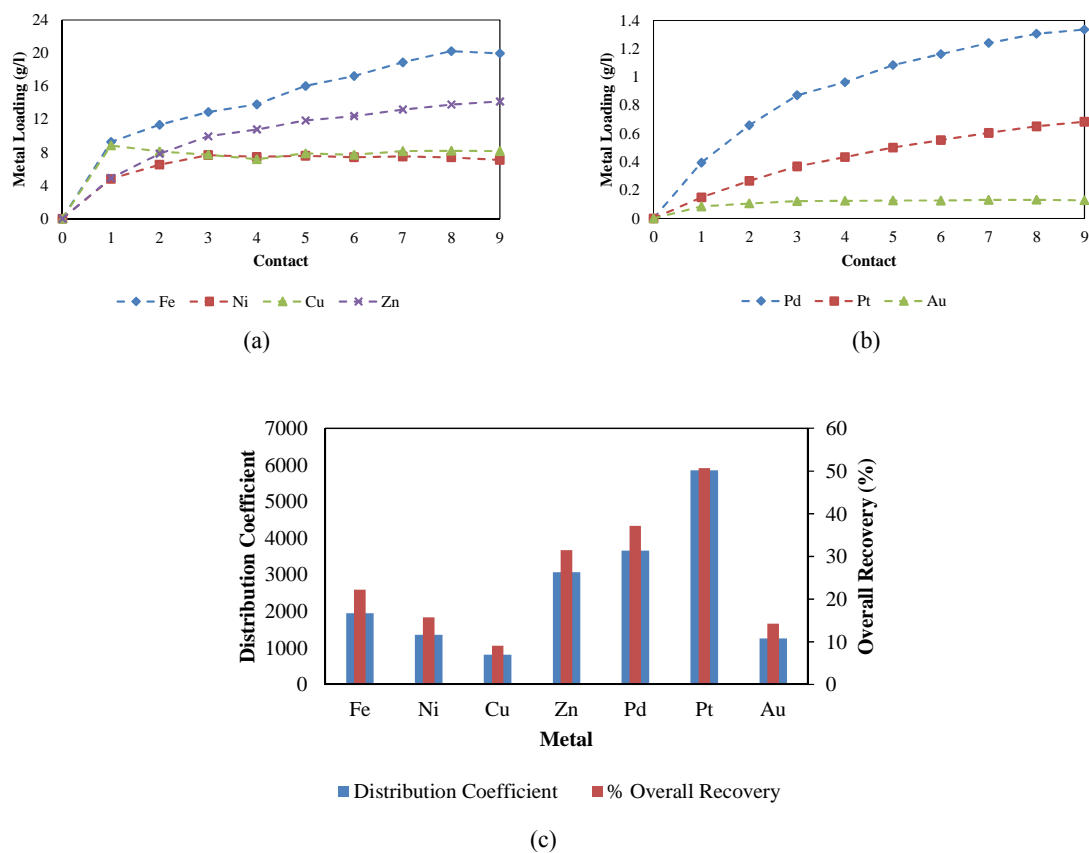 Metal Loading (g/l)
24
20
16
12
8
4
0
0 1 2 3 4 5 6 7 8 9
Contact
Fe Ni Cu Zn
(a)
Metal Loading (g/l)
1.4
1.2
1
0.8
0.6
0.4
0.2
0
0 1 2 3 4 5 6 7 8 9
Contact
Pd Pt Au
(b)
Distribution Coefficient
7000
6000
5000
4000
3000
2000
1000
0
60
50
40
30
20
10
0
Overall Recovery (%)
Fe Ni Cu Zn Pd Pt Au
Metal
Distribution Coefficient % Overall Recovery
(c)